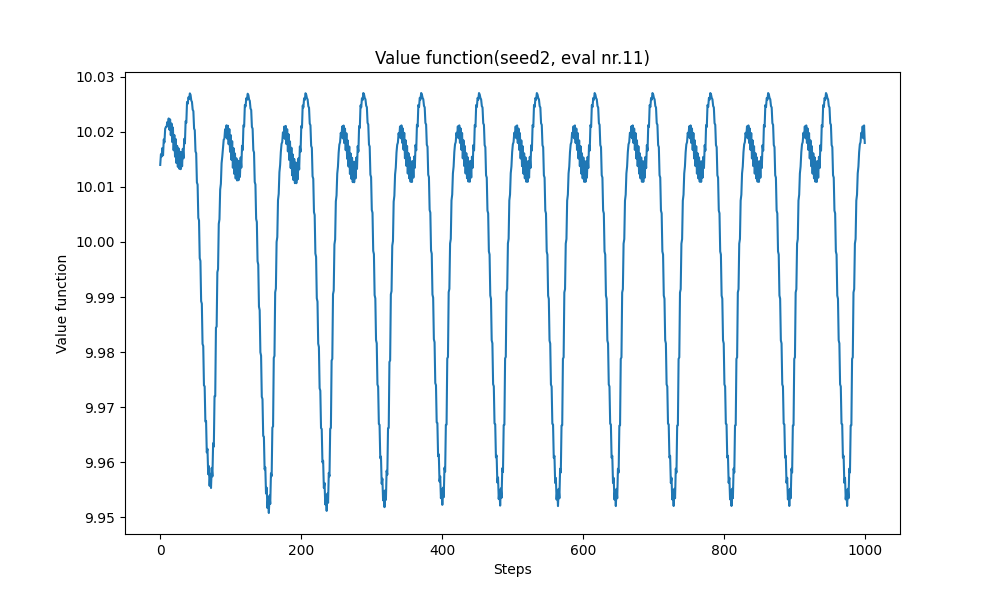 Value function(seed2, eval nr.11)
10.03
10.02
10.01
10.00
9.99
9.98
9.97
9.96
9.95
Value function
0 200 400 600 800 1000
Steps